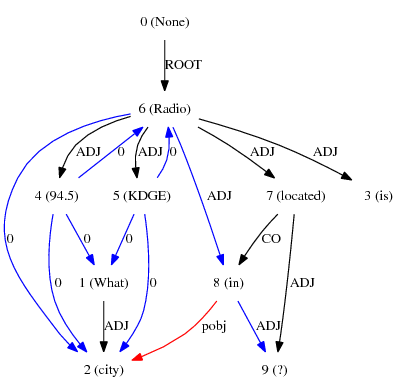 0 (None)
ROOT
6 (Radio)
ADJ 0 ADJ 0 ADJ ADJ
4 (94.5) 5 (KDGE) ADJ 7 (located) 3 (is)
0 0 0 CO
0 1 (What) 0 8 (in) ADJ
ADJ pobj ADJ
2 (city) 9 (?)